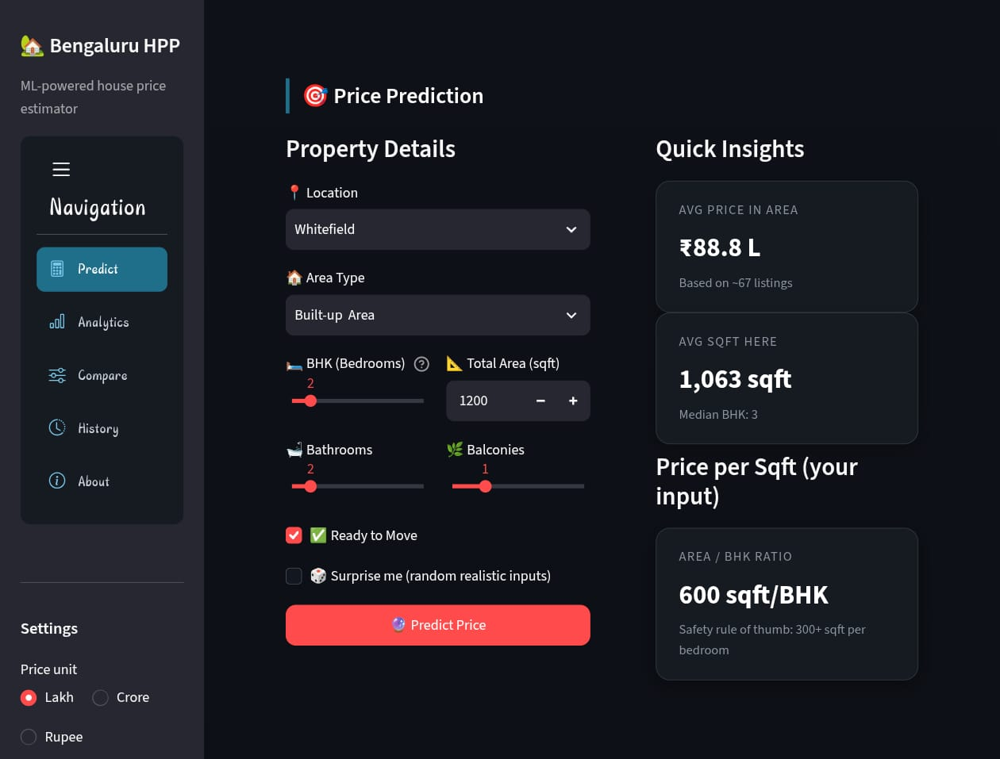 🏡 Bengaluru HPP
ML-powered house price
estimator
Navigation
Predict
Analytics
Compare
History
About
Settings
Price unit
Lakh
Crore
Rupee
🎯 Price Prediction
Property Details
📍 Location
Whitefield
🏠 Area Type
Built-up  Area
🛏️ BHK (Bedrooms)
2
📐 Total Area (sqft)
1200
🛁 Bathrooms
2
🌿 Balconies
1
✅ Ready to Move
🎲 Surprise me (random realistic inputs)
🔮 Predict Price
Quick Insights
AVG PRICE IN AREA
₹88.8 L
Based on ~67 listings
AVG SQFT HERE
1,063 sqft
Median BHK: 3
Price per Sqft (your
input)
AREA / BHK RATIO
600 sqft/BHK
Safety rule of thumb: 300+ sqft per
bedroom